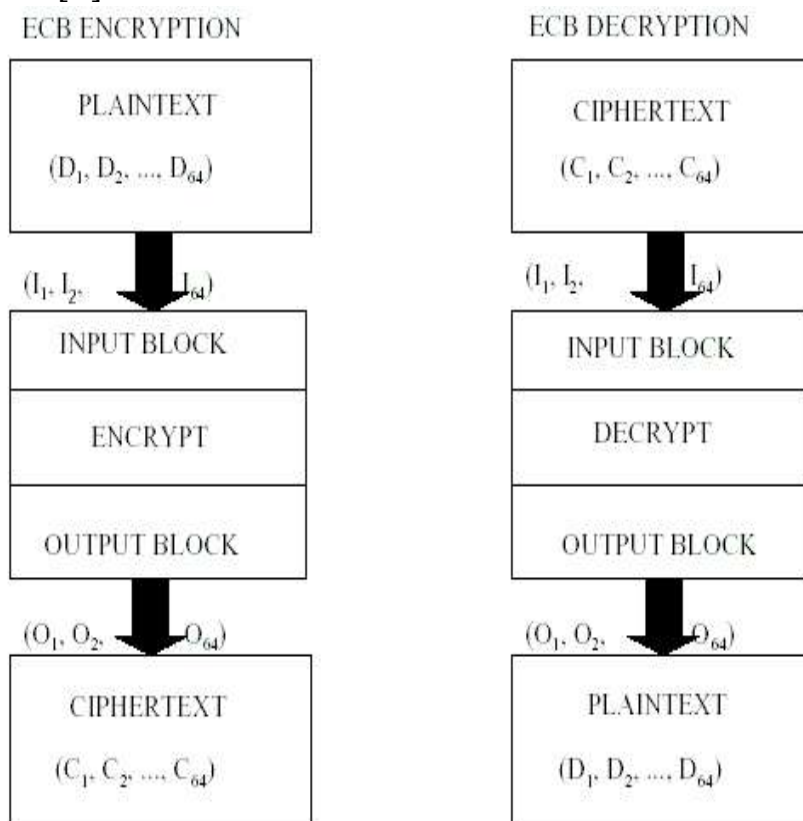 ECB ENCRYPTION
PLAINTEXT
(D1, D2, ..., D64)
(I1, I2, I64)
INPUT BLOCK
ENCRYPT
OUTPUT BLOCK
(O1, O2, O64)
CIPHERTEXT
(C1, C2, ..., C64)
ECB DECRYPTION
CIPHERTEXT
(C1, C2, ..., C64)
(I1, I2, I64)
INPUT BLOCK
DECRYPT
OUTPUT BLOCK
(O1, O2, O64)
PLAINTEXT
(D1, D2, ..., D64)